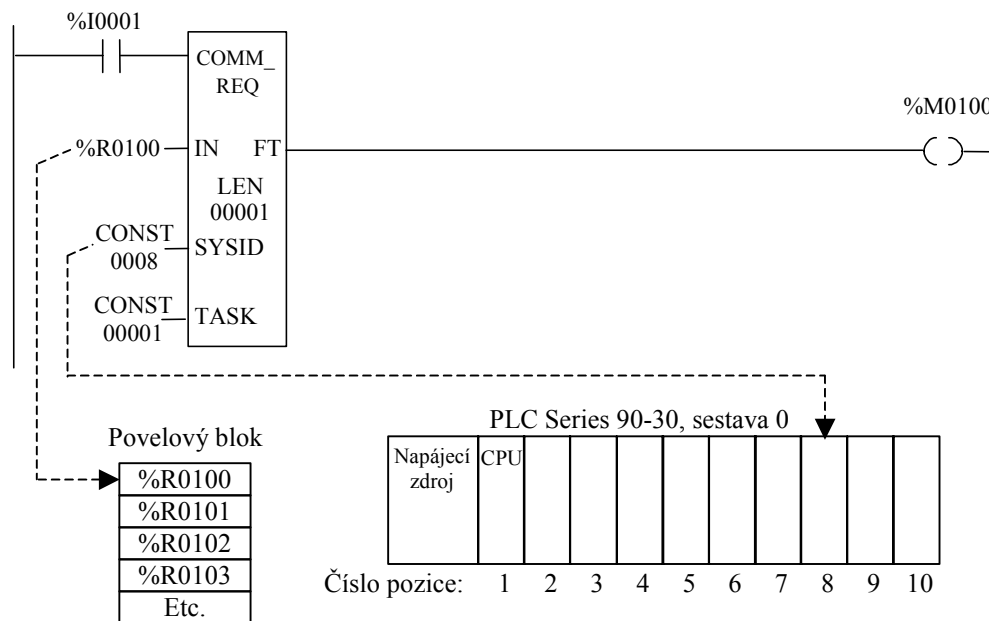 %I0001
COMM_
REQ
%M0100
%R0100 IN FT
LEN
00001
CONST
0008 SYSID
CONST
00001 TASK
PLC Series 90-30, sestava 0
Povelový blok
Napájecí
zdroj
CPU
%R0100
%R0101
%R0102
%R0103
Etc.
Číslo pozice: 1 2 3 4 5 6 7 8 9 10